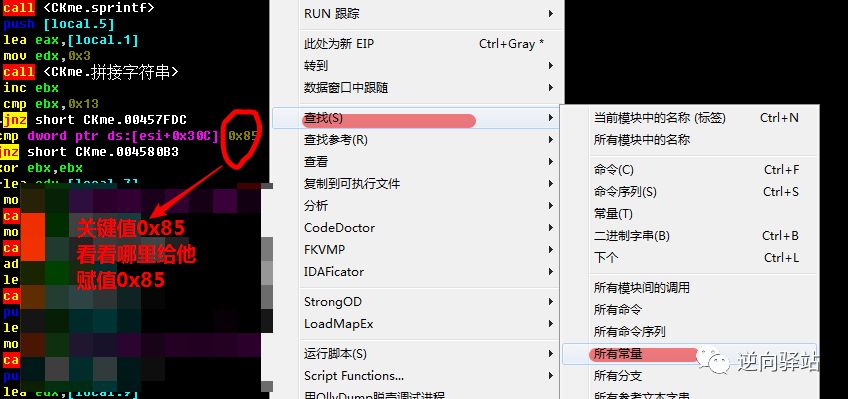 call <CKme.sprintf>
push [local.5]
lea eax,[local.1]
mov edx,0x3
call <CKme.拼接字符串>
inc ebx
cmp ebx,0x13
jnz short CKme.00457FDC
cmp dword ptr ds:[esi+0x30C],0x85
jnz short CKme.004580B3
xor ebx,ebx
lea edx,[local.7]
mo
ca
mo
ca
ad
le
ca
pu
le
ca
mo
ca
pu
lea edx,[local.9]
关键值0x85
看看哪里给他
赋值0x85
RUN 跟踪
此处为新 EIP Ctrl+Gray *
转到
数据窗口中跟随
查找(S)
查找参考(R)
查看
复制到可执行文件
分析
CodeDoctor
FKVMP
IDAFicator
StrongOD
LoadMapEx
运行脚本(S)
Script Functions...
用OllyDump脱壳调试进程
当前模块中的名称 (标签) Ctrl+N
所有模块中的名称
命令(C) Ctrl+F
命令序列(S) Ctrl+S
常量(T)
二进制字串(B) Ctrl+B
下个 Ctrl+L
所有模块间的调用
所有命令
所有命令序列
所有常量
所有分支
所有参考文本字串
逆向驿站